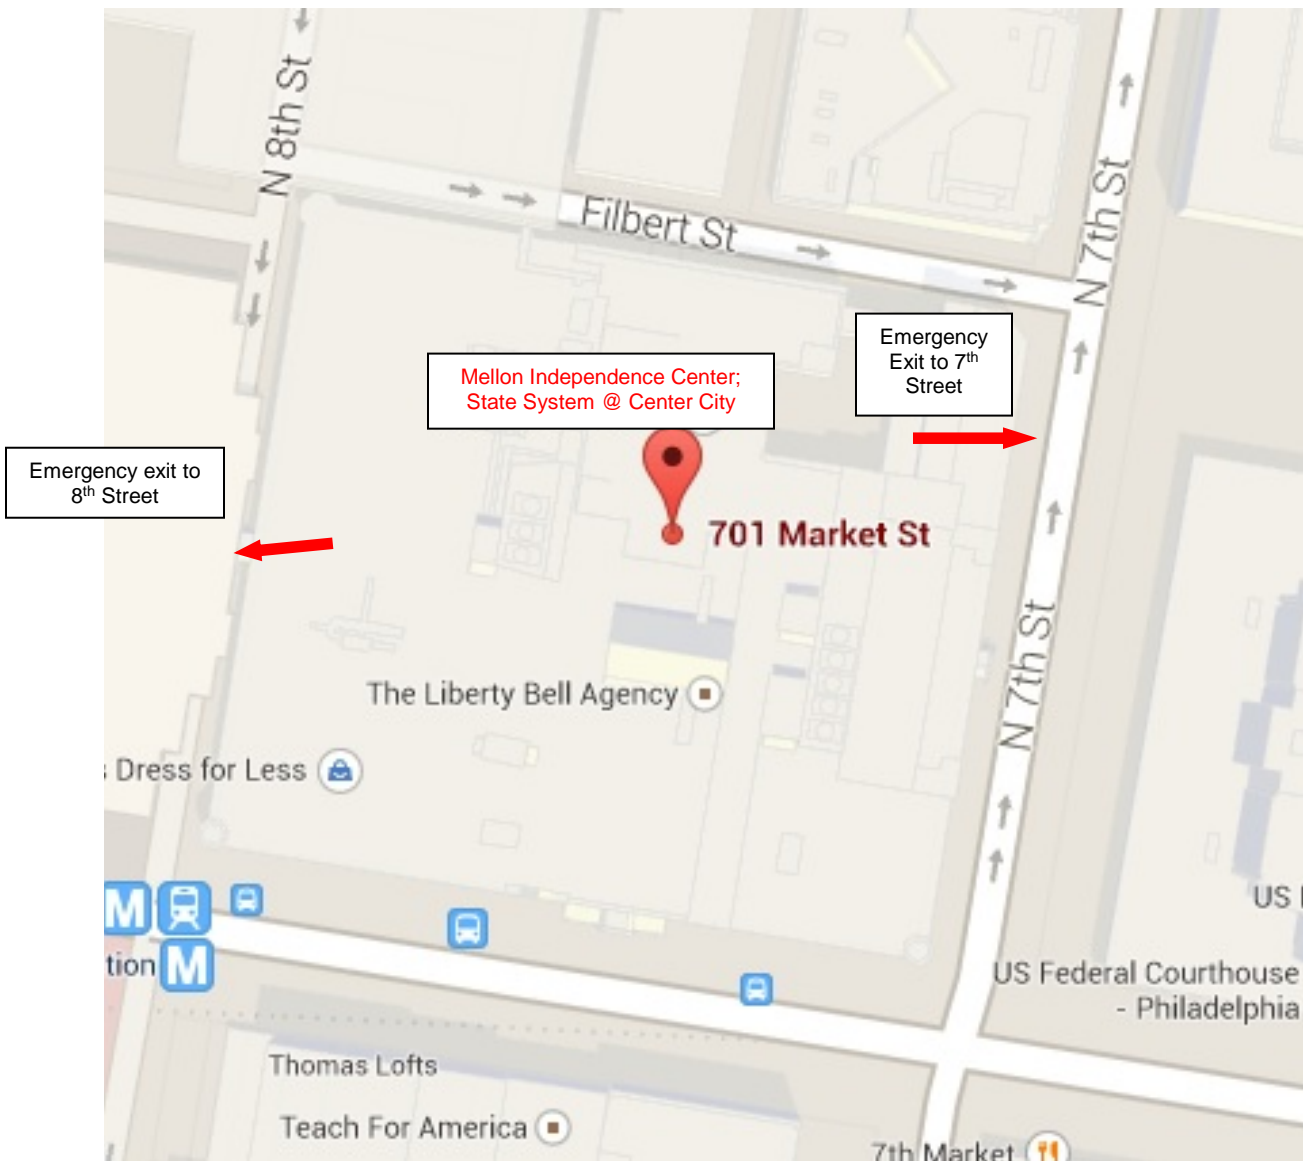 N 8th St
Filbert St
N 7th St
Emergency
Exit to 7th
Street
Mellon Independence Center;
State System @ Center City
Emergency exit to
8th Street
701 Market St
N 7th St
The Liberty Bell Agency
Dress for Less
M
US
tion M
US Federal Courthouse
- Philadelphia
Thomas Lofts
Teach For America
7th Market